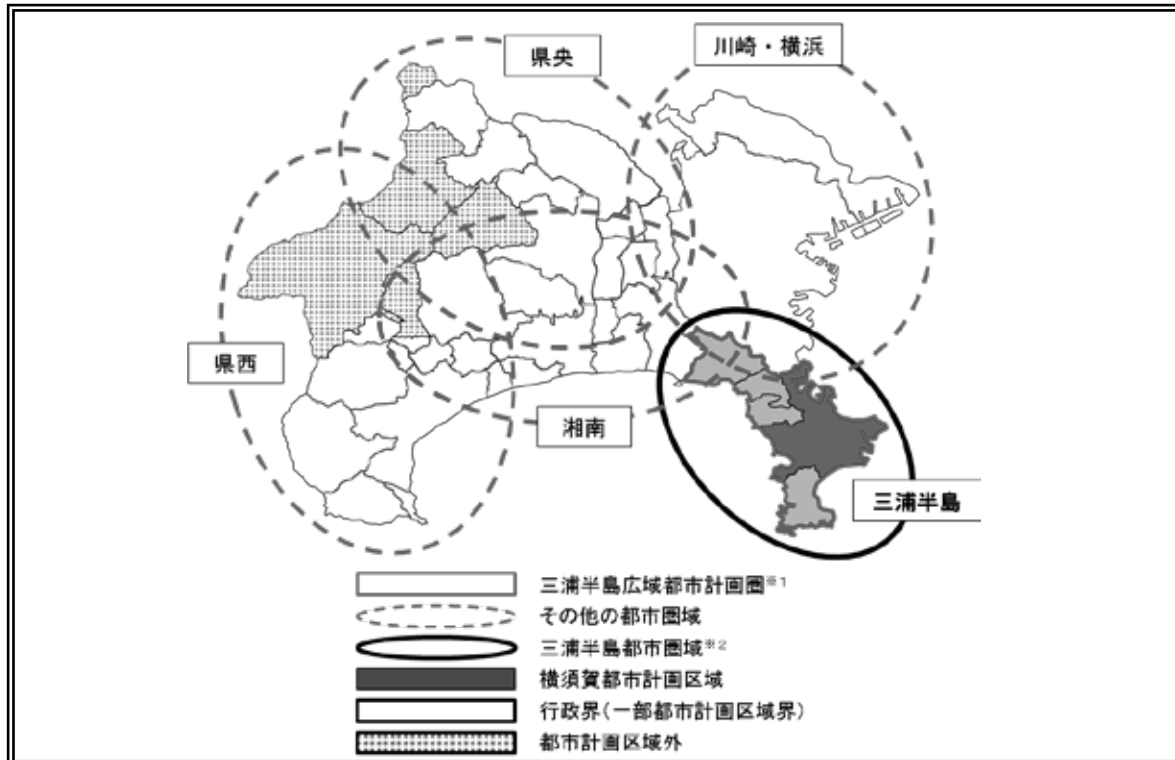 県央
川崎・横浜
県西
湘南
三浦半島
三浦半島広域都市計画圏※1
その他の都市圏域
三浦半島都市圏域※2
横須賀都市計画区域
行政界(一部都市計画区域界)
都市計画区域外